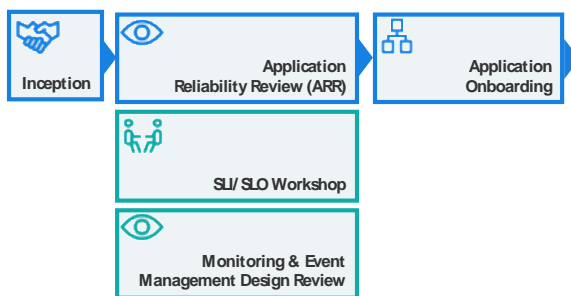 Inception
Application
Reliability Review (ARR)
Application
Onboarding
SLI/ SLO Workshop
Monitoring & Event
Management Design Review